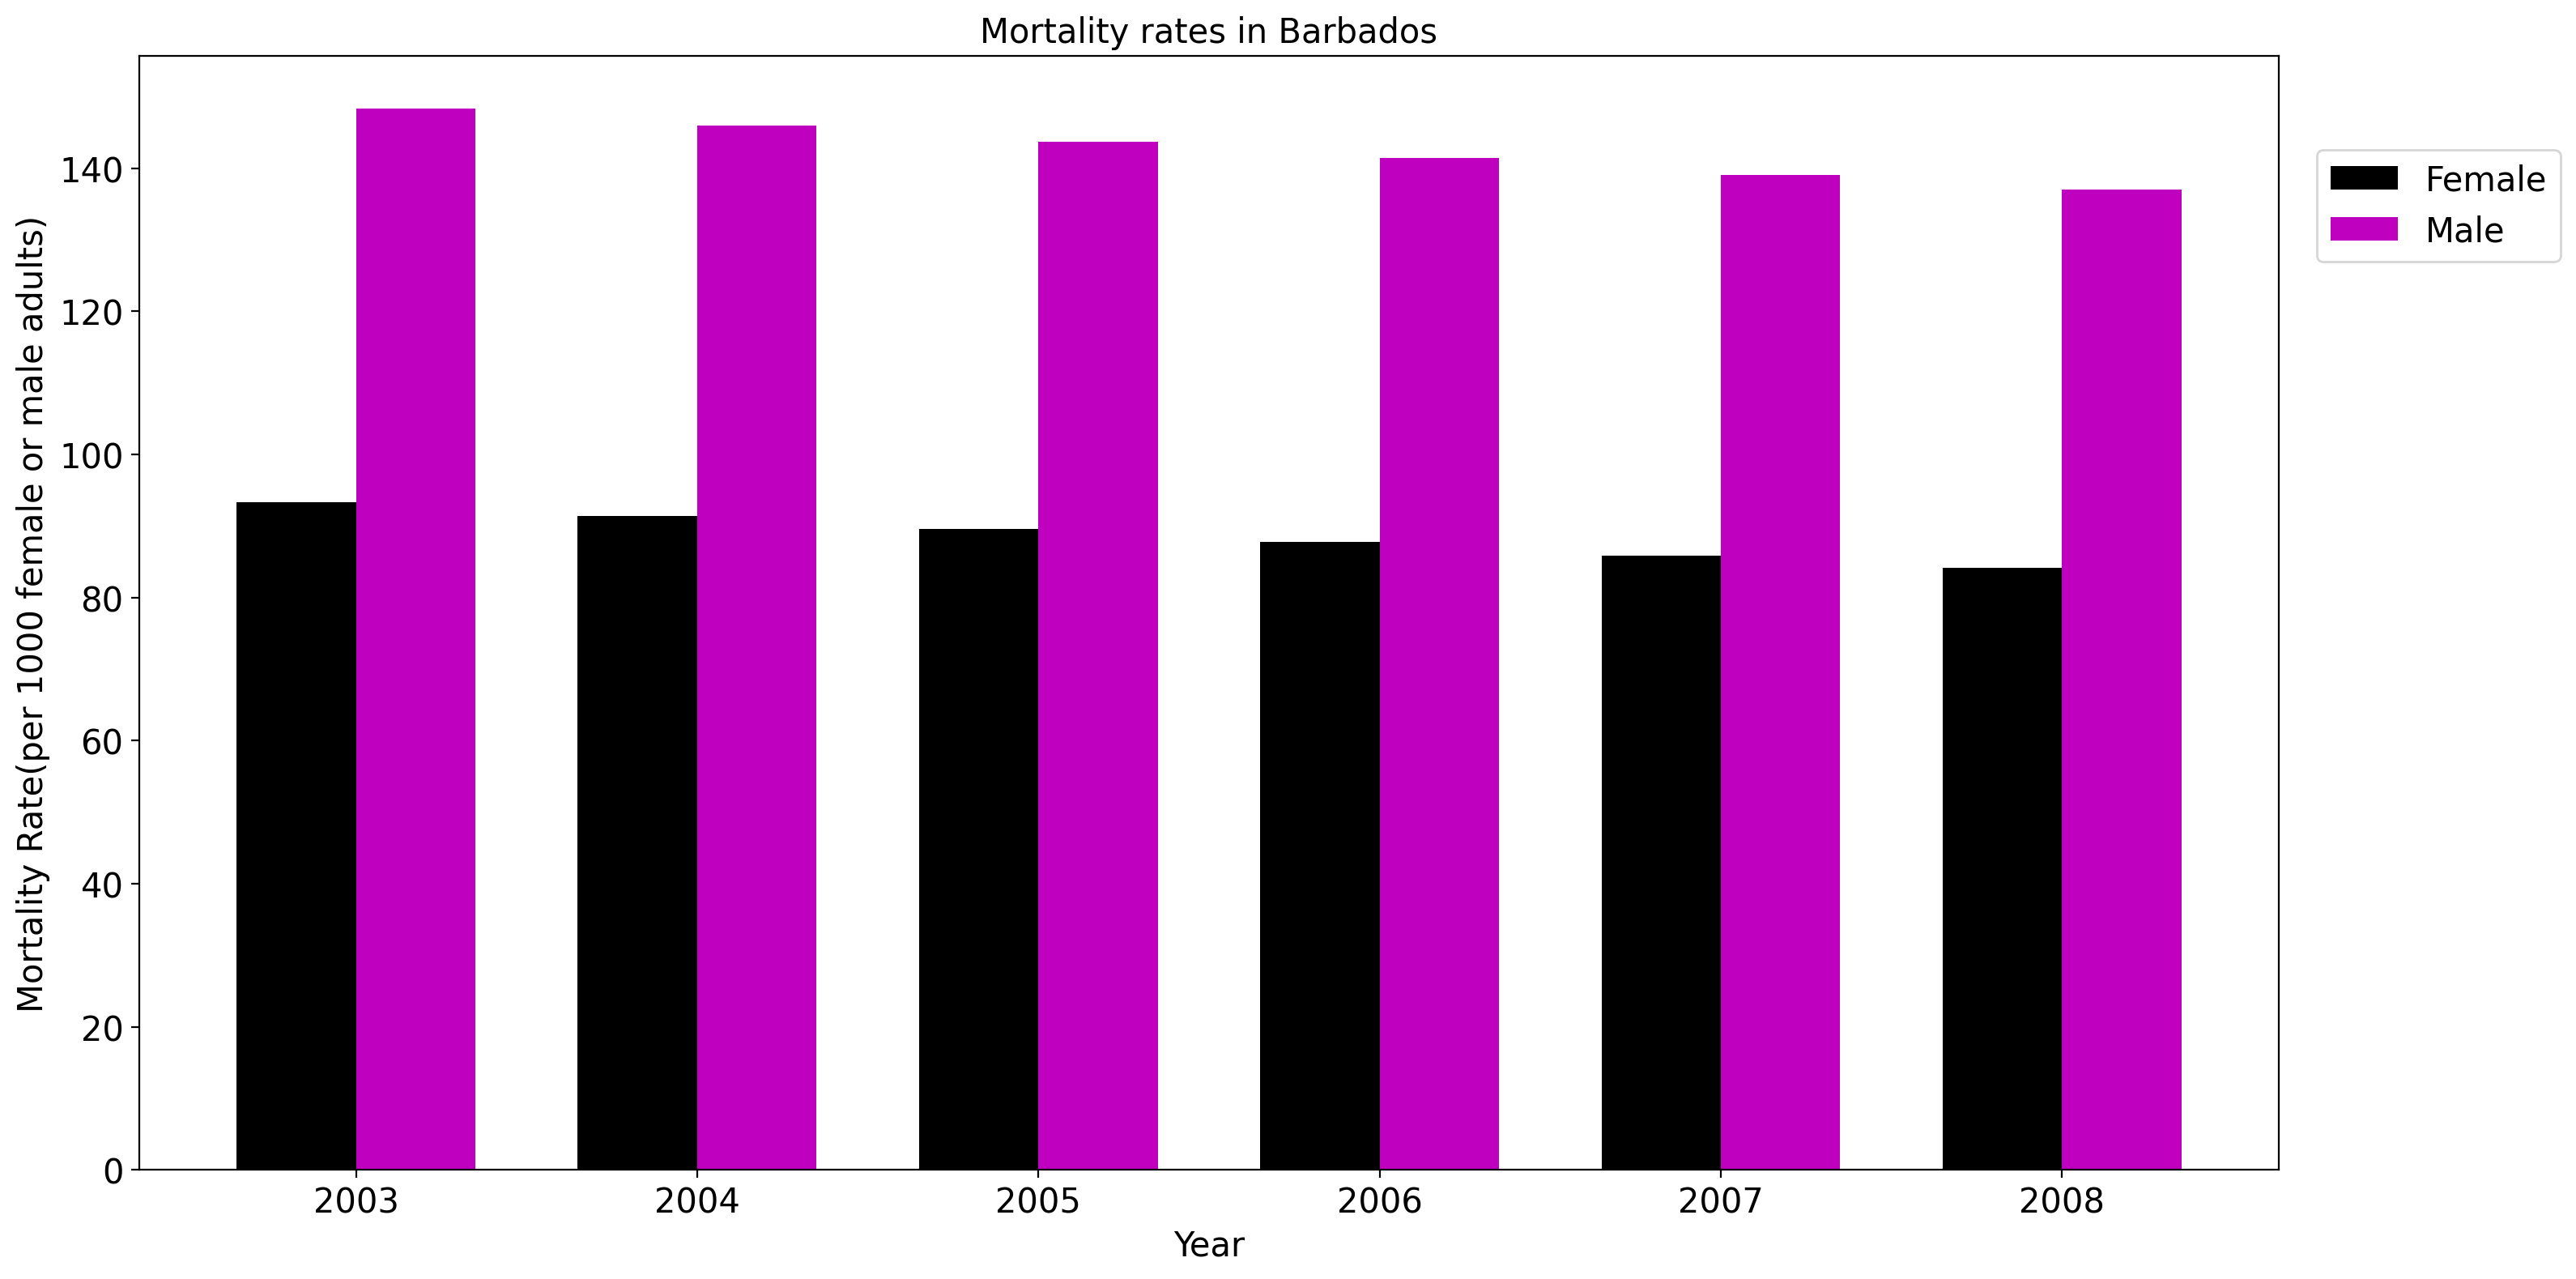 Mortality rates in Barbados
Mortality Rate(per 1000 female or male adults)
140
120
100
80
60
40
20
0
2003 2004 2005 2006 2007 2008
Year
Female
Male